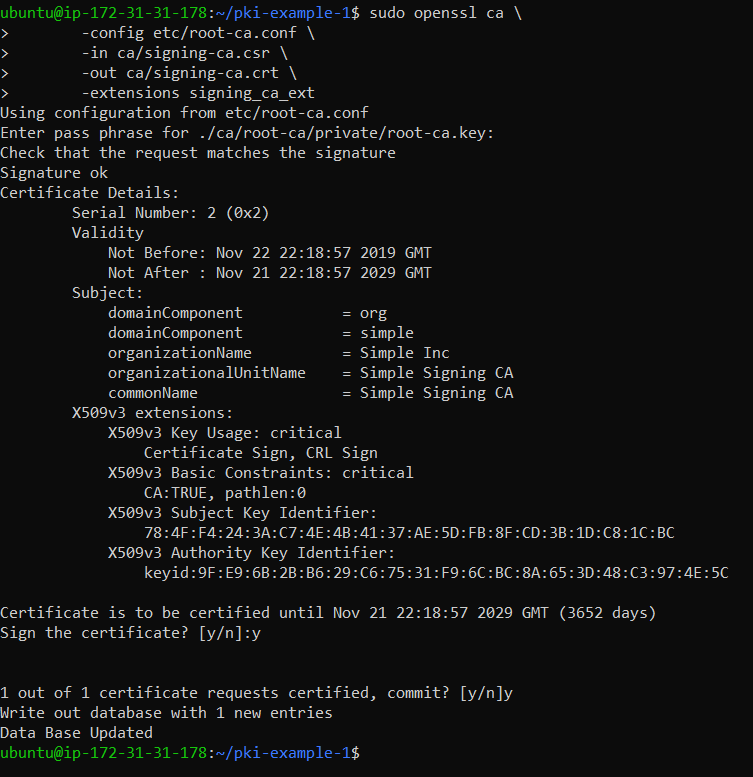 ubuntu@ip-172-31-31-178:~/pki-example-1$ sudo openssl ca \
>        -config etc/root-ca.conf \
>        -in ca/signing-ca.csr \
>        -out ca/signing-ca.crt \
>        -extensions signing_ca_ext
Using configuration from etc/root-ca.conf
Enter pass phrase for ./ca/root-ca/private/root-ca.key:
Check that the request matches the signature
Signature ok
Certificate Details:
        Serial Number: 2 (0x2)
        Validity
            Not Before: Nov 22 22:18:57 2019 GMT
            Not After : Nov 21 22:18:57 2029 GMT
        Subject:
            domainComponent           = org
            domainComponent           = simple
            organizationName          = Simple Inc
            organizationalUnitName    = Simple Signing CA
            commonName                = Simple Signing CA
        X509v3 extensions:
            X509v3 Key Usage: critical
                Certificate Sign, CRL Sign
            X509v3 Basic Constraints: critical
                CA:TRUE, pathlen:0
            X509v3 Subject Key Identifier:
                78:4F:F4:24:3A:C7:4E:4B:41:37:AE:5D:FB:8F:CD:3B:1D:C8:1C:BC
            X509v3 Authority Key Identifier:
                keyid:9F:E9:6B:2B:B6:29:C6:75:31:F9:6C:BC:8A:65:3D:48:C3:97:4E:5C

Certificate is to be certified until Nov 21 22:18:57 2029 GMT (3652 days)
Sign the certificate? [y/n]:y


1 out of 1 certificate requests certified, commit? [y/n]y
Write out database with 1 new entries
Data Base Updated
ubuntu@ip-172-31-31-178:~/pki-example-1$